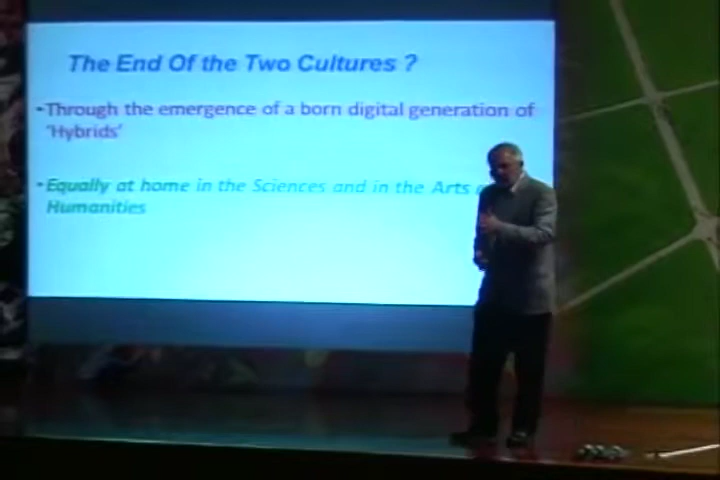 The End Of the Two Cultures ?
•Through the emergence of a born digital generation of
'Hybrids'
•Equally at home in the Sciences and in the Arts
Humanities